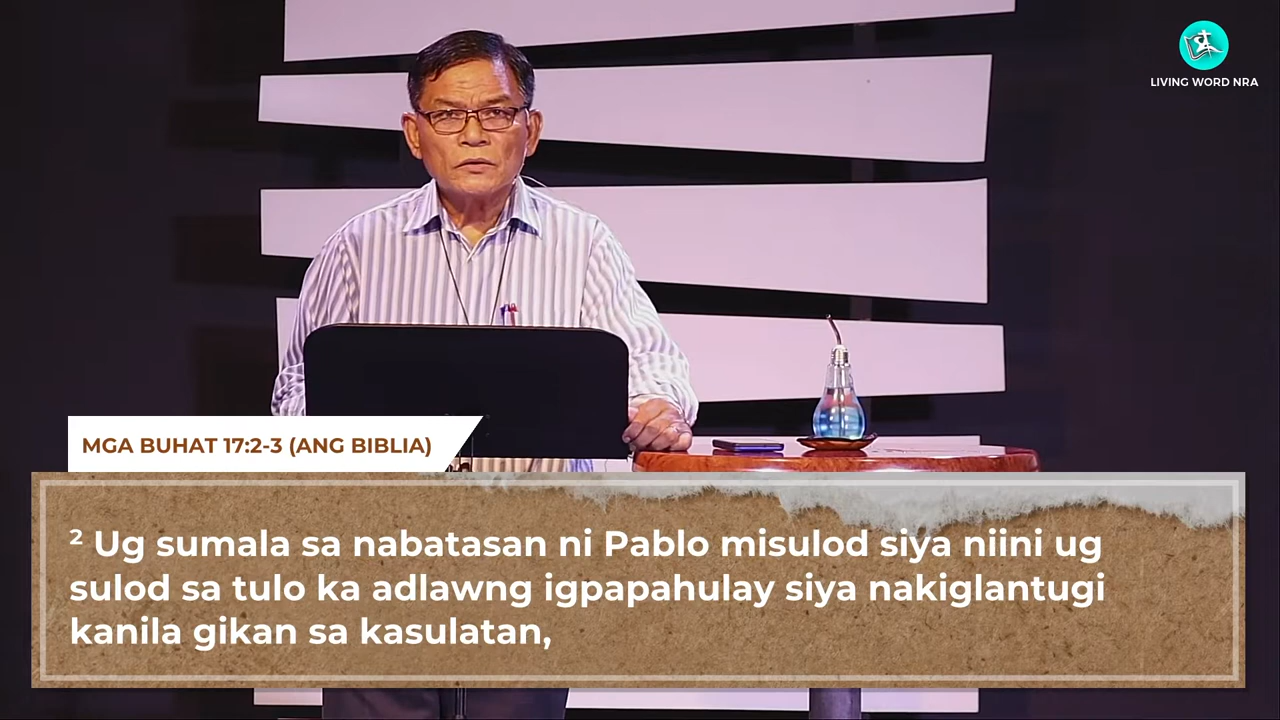 LIVING WORD NRA
MGA BUHAT 17:2-3 (ANG BIBLIA)
² Ug sumala sa nabatasan ni Pablo misulod siya niini ug
sulod sa tulo ka adlawng igpapahulay siya nakiglantugi
kanila gikan sa kasulatan,